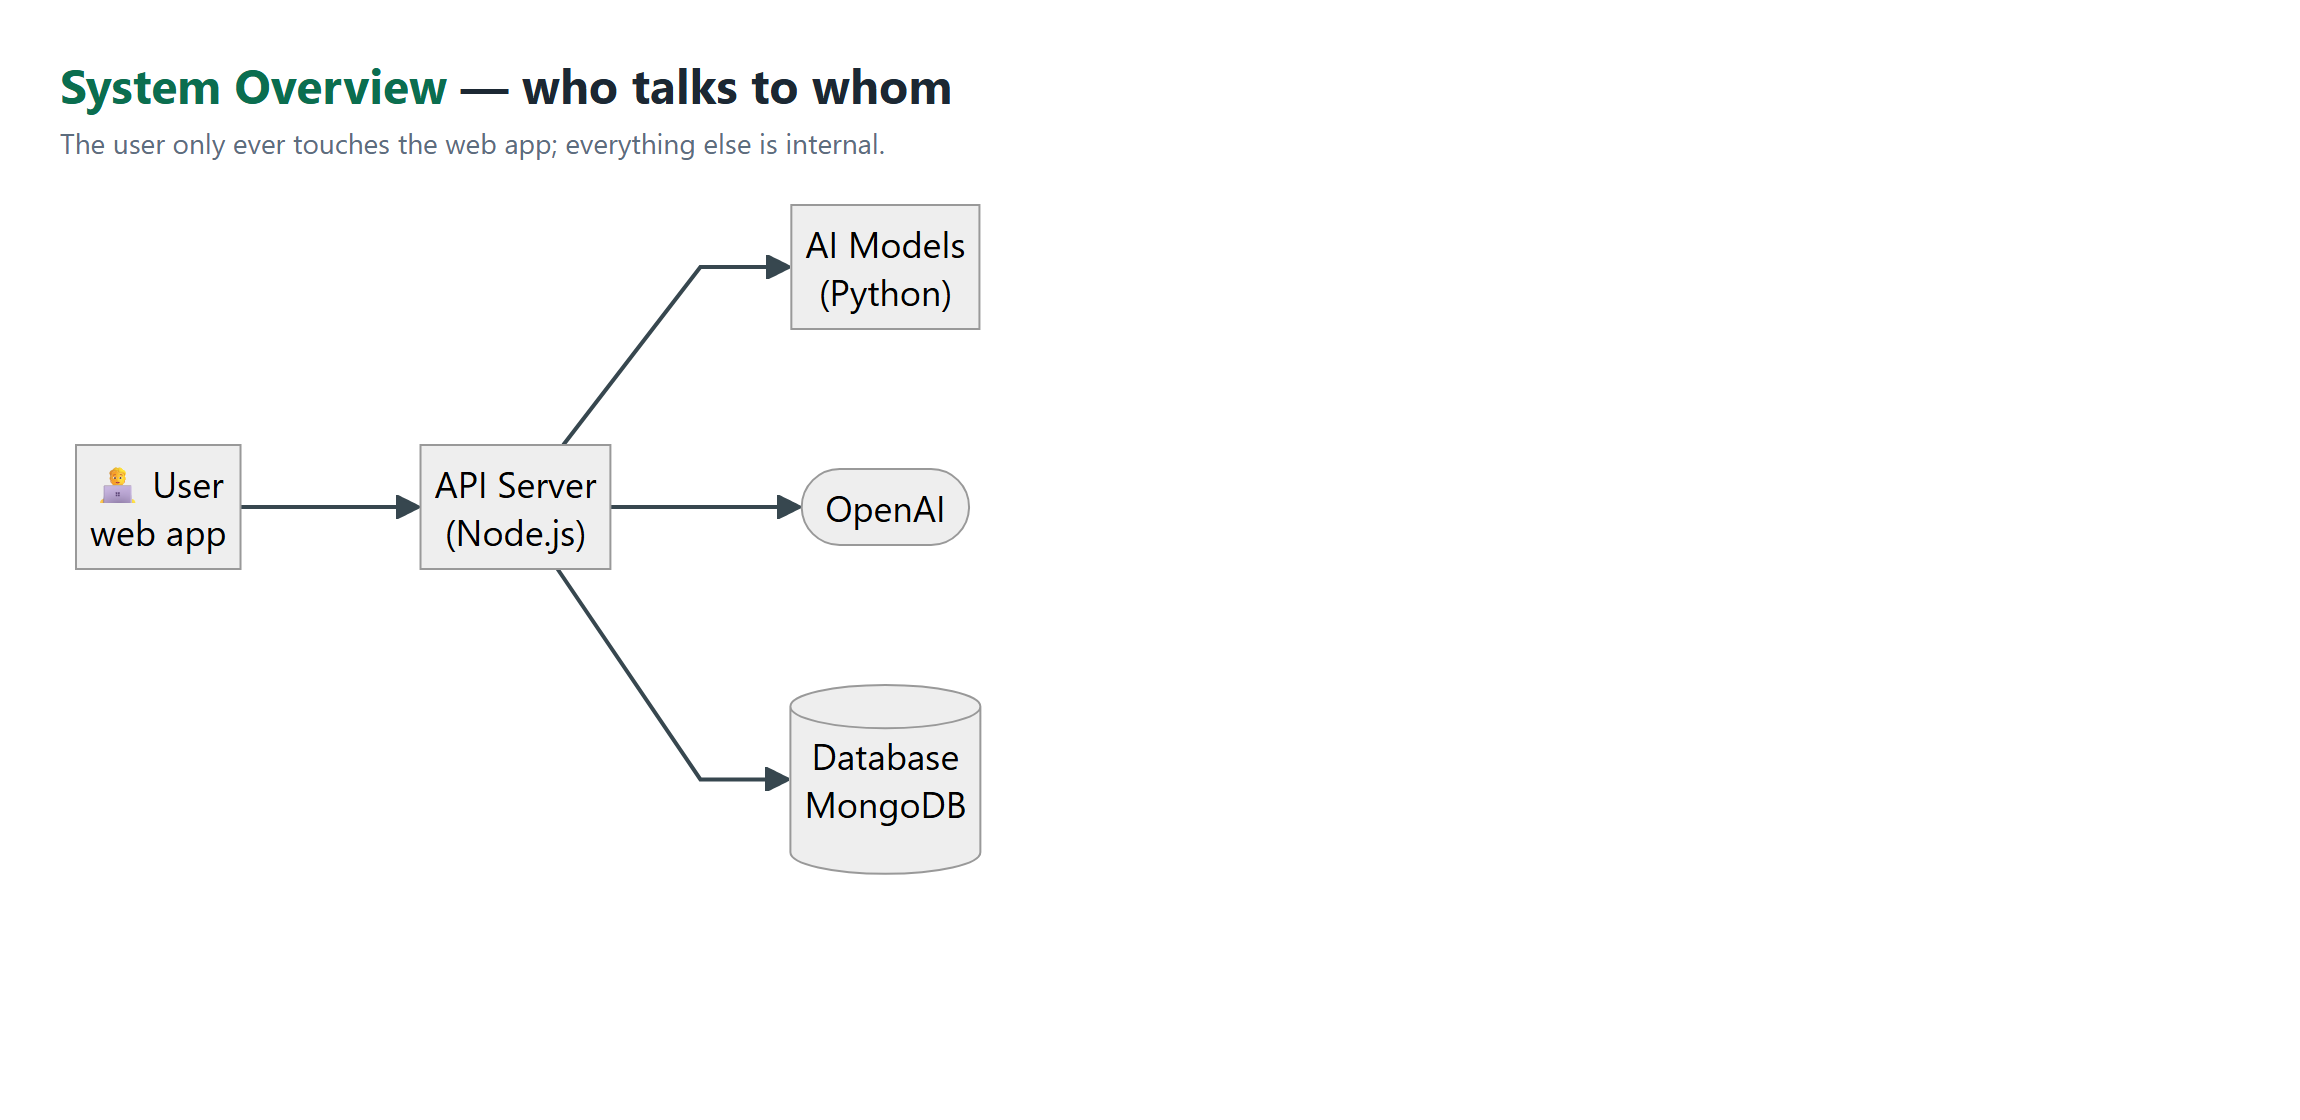 System Overview — who talks to whom
The user only ever touches the web app; everything else is internal.
AI Models
(Python)
🧑‍💻 User
web app
API Server
(Node.js)
OpenAI
Database
MongoDB